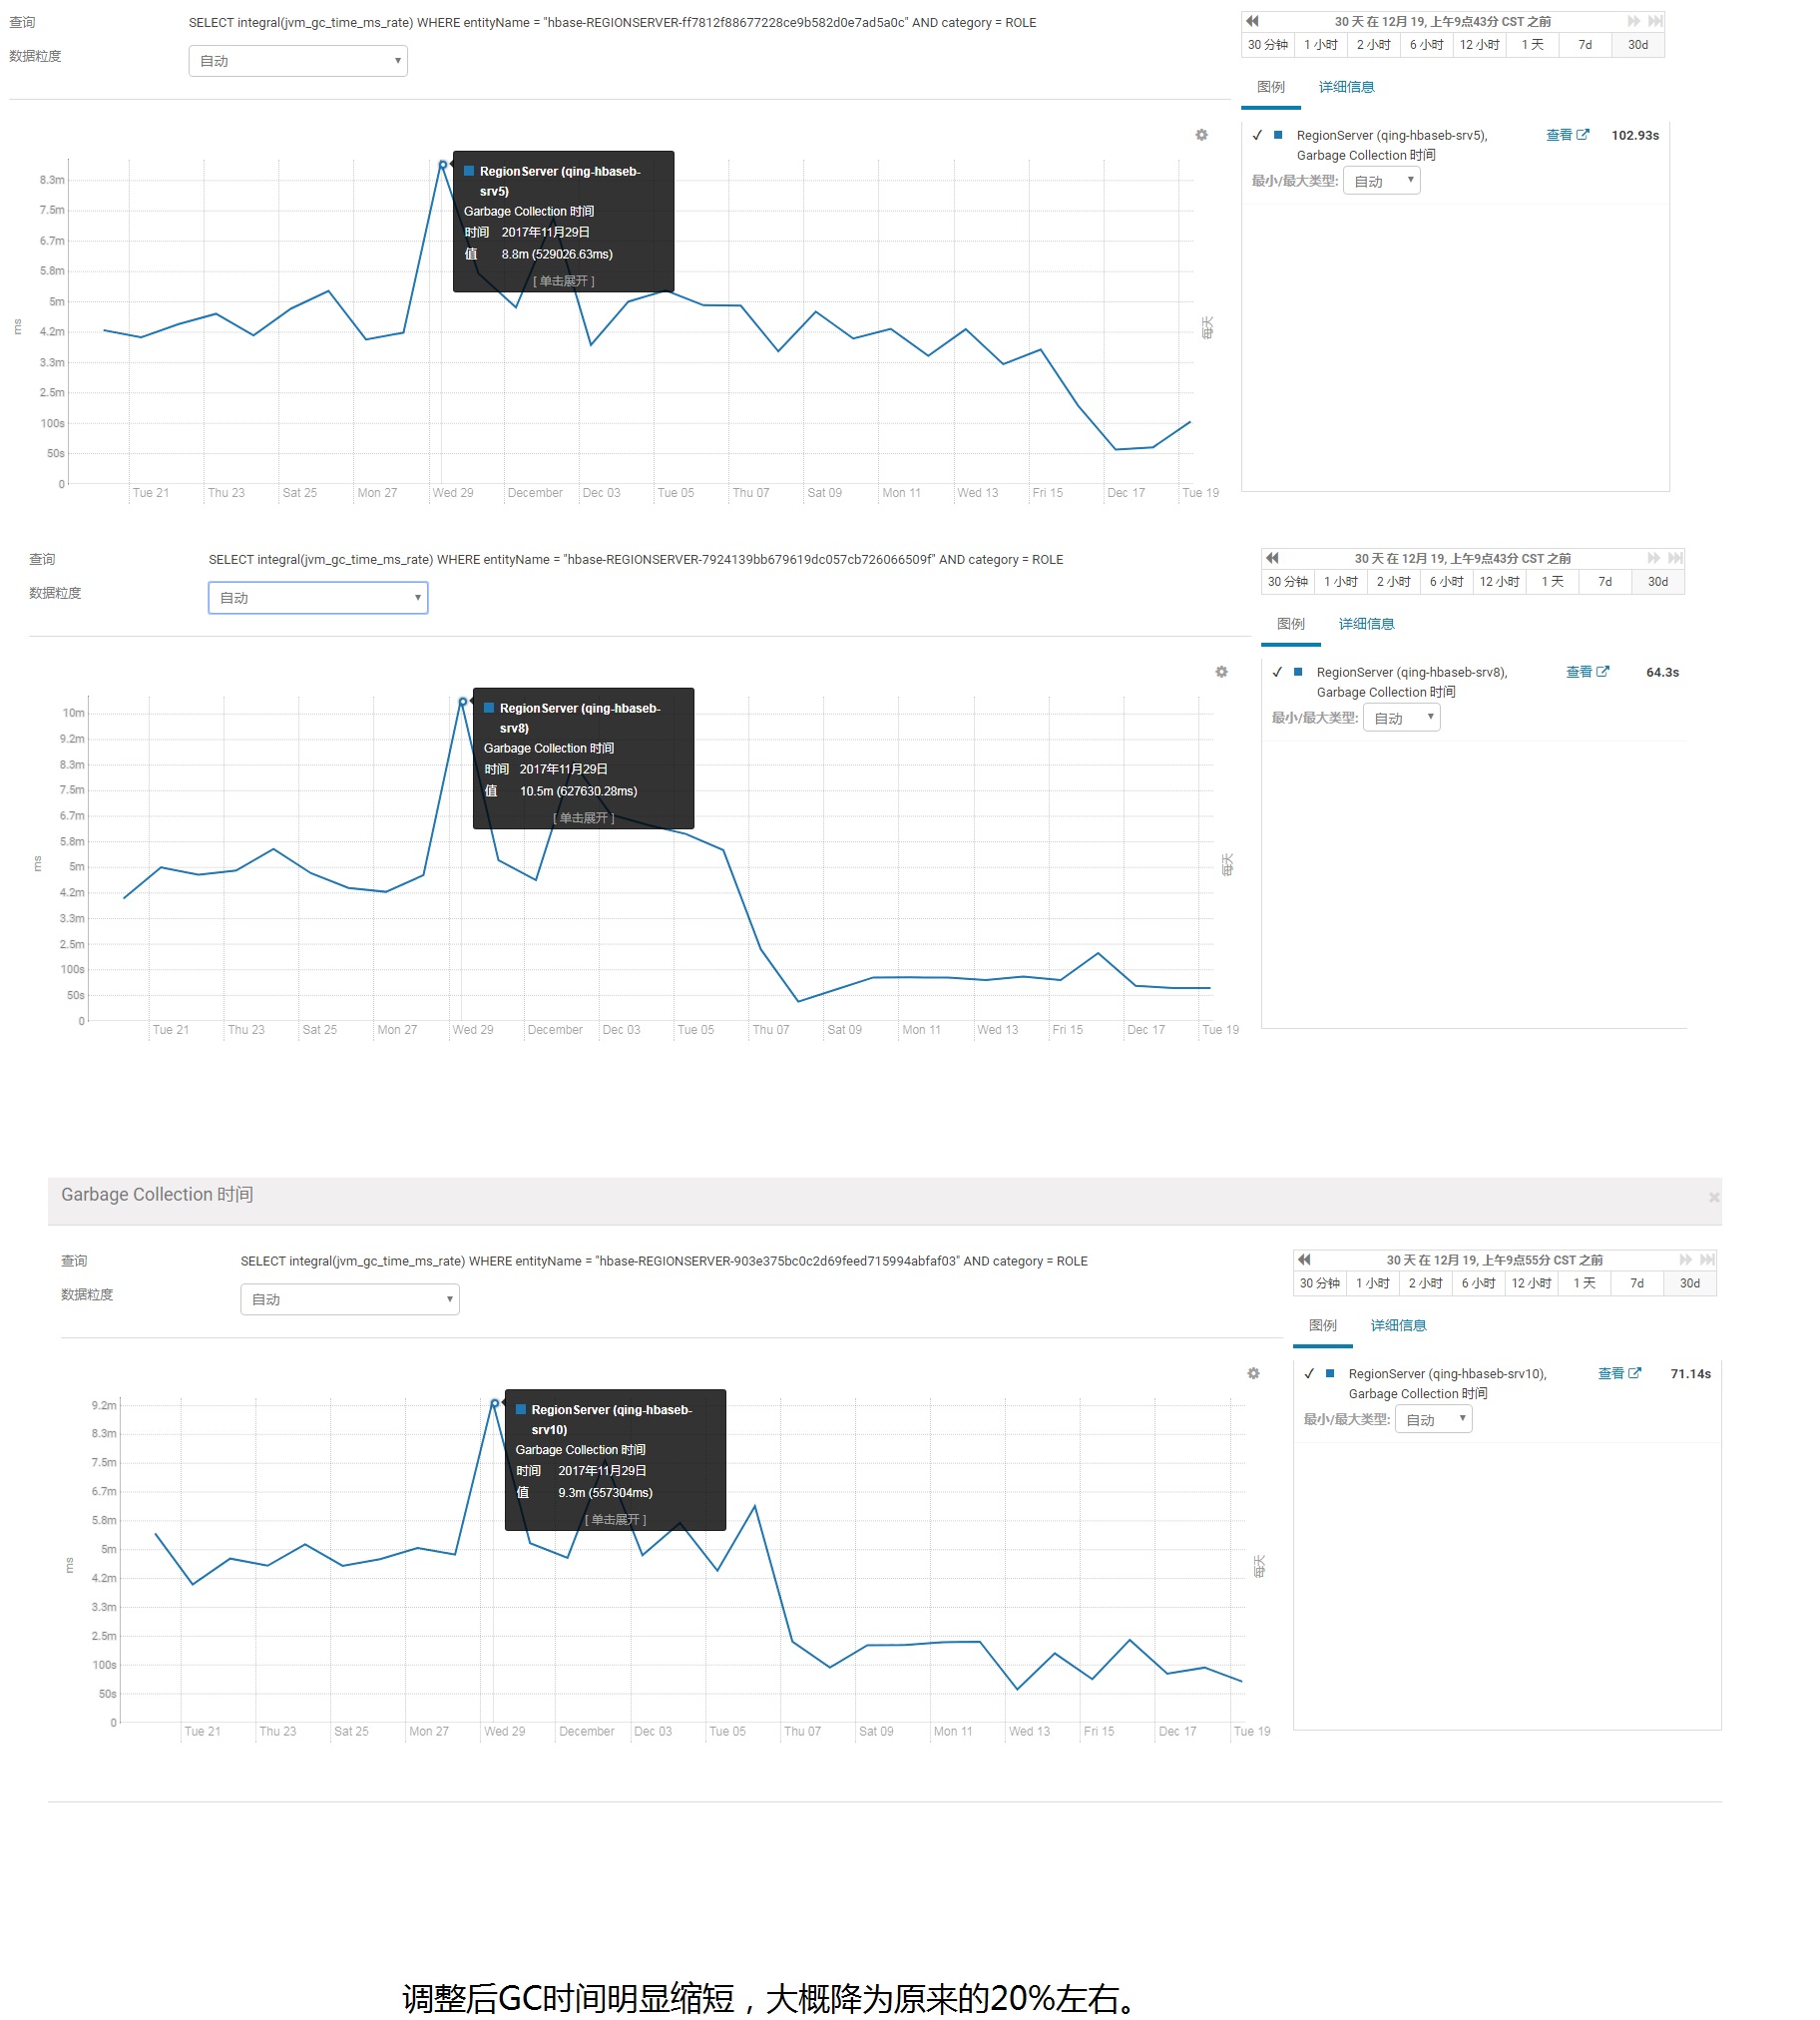 查询 SELECT integral(jvm_gc_time_ms_rate) WHERE entityName = "hbase-REGIONSERVER-ff7812f88677228ce9b582d0e7ad5a0c" AND category = ROLE
数据粒度 自动
30 天 在 12月 19, 上午9点43分 CST 之前
30 分钟 1 小时 2 小时 6 小时 12 小时 1 天 7d 30d
图例 详细信息
RegionServer (qing-hbaseb-srv5), 查看 102.93s
Garbage Collection 时间
最小/最大类型: 自动
8.3m
7.5m
6.7m
5.8m
5m
4.2m
3.3m
2.5m
100s
50s
0
ms
RegionServer (qing-hbaseb-
srv5)
Garbage Collection 时间
时间 2017年11月29日
值 8.8m (529026.63ms)
[ 单击展开 ]
每天
Tue 21 Thu 23 Sat 25 Mon 27 Wed 29 December Dec 03 Tue 05 Thu 07 Sat 09 Mon 11 Wed 13 Fri 15 Dec 17 Tue 19
查询 SELECT integral(jvm_gc_time_ms_rate) WHERE entityName = "hbase-REGIONSERVER-7924139bb679619dc057cb726066509f" AND category = ROLE
数据粒度 自动
30 天 在 12月 19, 上午9点43分 CST 之前
30 分钟 1 小时 2 小时 6 小时 12 小时 1 天 7d 30d
图例 详细信息
RegionServer (qing-hbaseb-srv8), 查看 64.3s
Garbage Collection 时间
最小/最大类型: 自动
10m
9.2m
8.3m
7.5m
6.7m
5.8m
5m
4.2m
3.3m
2.5m
100s
50s
0
ms
RegionServer (qing-hbaseb-
srv8)
Garbage Collection 时间
时间 2017年11月29日
值 10.5m (627630.28ms)
[ 单击展开 ]
每天
Tue 21 Thu 23 Sat 25 Mon 27 Wed 29 December Dec 03 Tue 05 Thu 07 Sat 09 Mon 11 Wed 13 Fri 15 Dec 17 Tue 19
Garbage Collection 时间
查询 SELECT integral(jvm_gc_time_ms_rate) WHERE entityName = "hbase-REGIONSERVER-903e375bc0c2d69feed715994abfaf03" AND category = ROLE
数据粒度 自动
30 天 在 12月 19, 上午9点55分 CST 之前
30 分钟 1 小时 2 小时 6 小时 12 小时 1 天 7d 30d
图例 详细信息
RegionServer (qing-hbaseb-srv10), 查看 71.14s
Garbage Collection 时间
最小/最大类型: 自动
9.2m
8.3m
7.5m
6.7m
5.8m
5m
4.2m
3.3m
2.5m
100s
50s
0
ms
RegionServer (qing-hbaseb-
srv10)
Garbage Collection 时间
时间 2017年11月29日
值 9.3m (557304ms)
[ 单击展开 ]
每天
Tue 21 Thu 23 Sat 25 Mon 27 Wed 29 December Dec 03 Tue 05 Thu 07 Sat 09 Mon 11 Wed 13 Fri 15 Dec 17 Tue 19
调整后GC时间明显缩短，大概降为原来的20%左右。